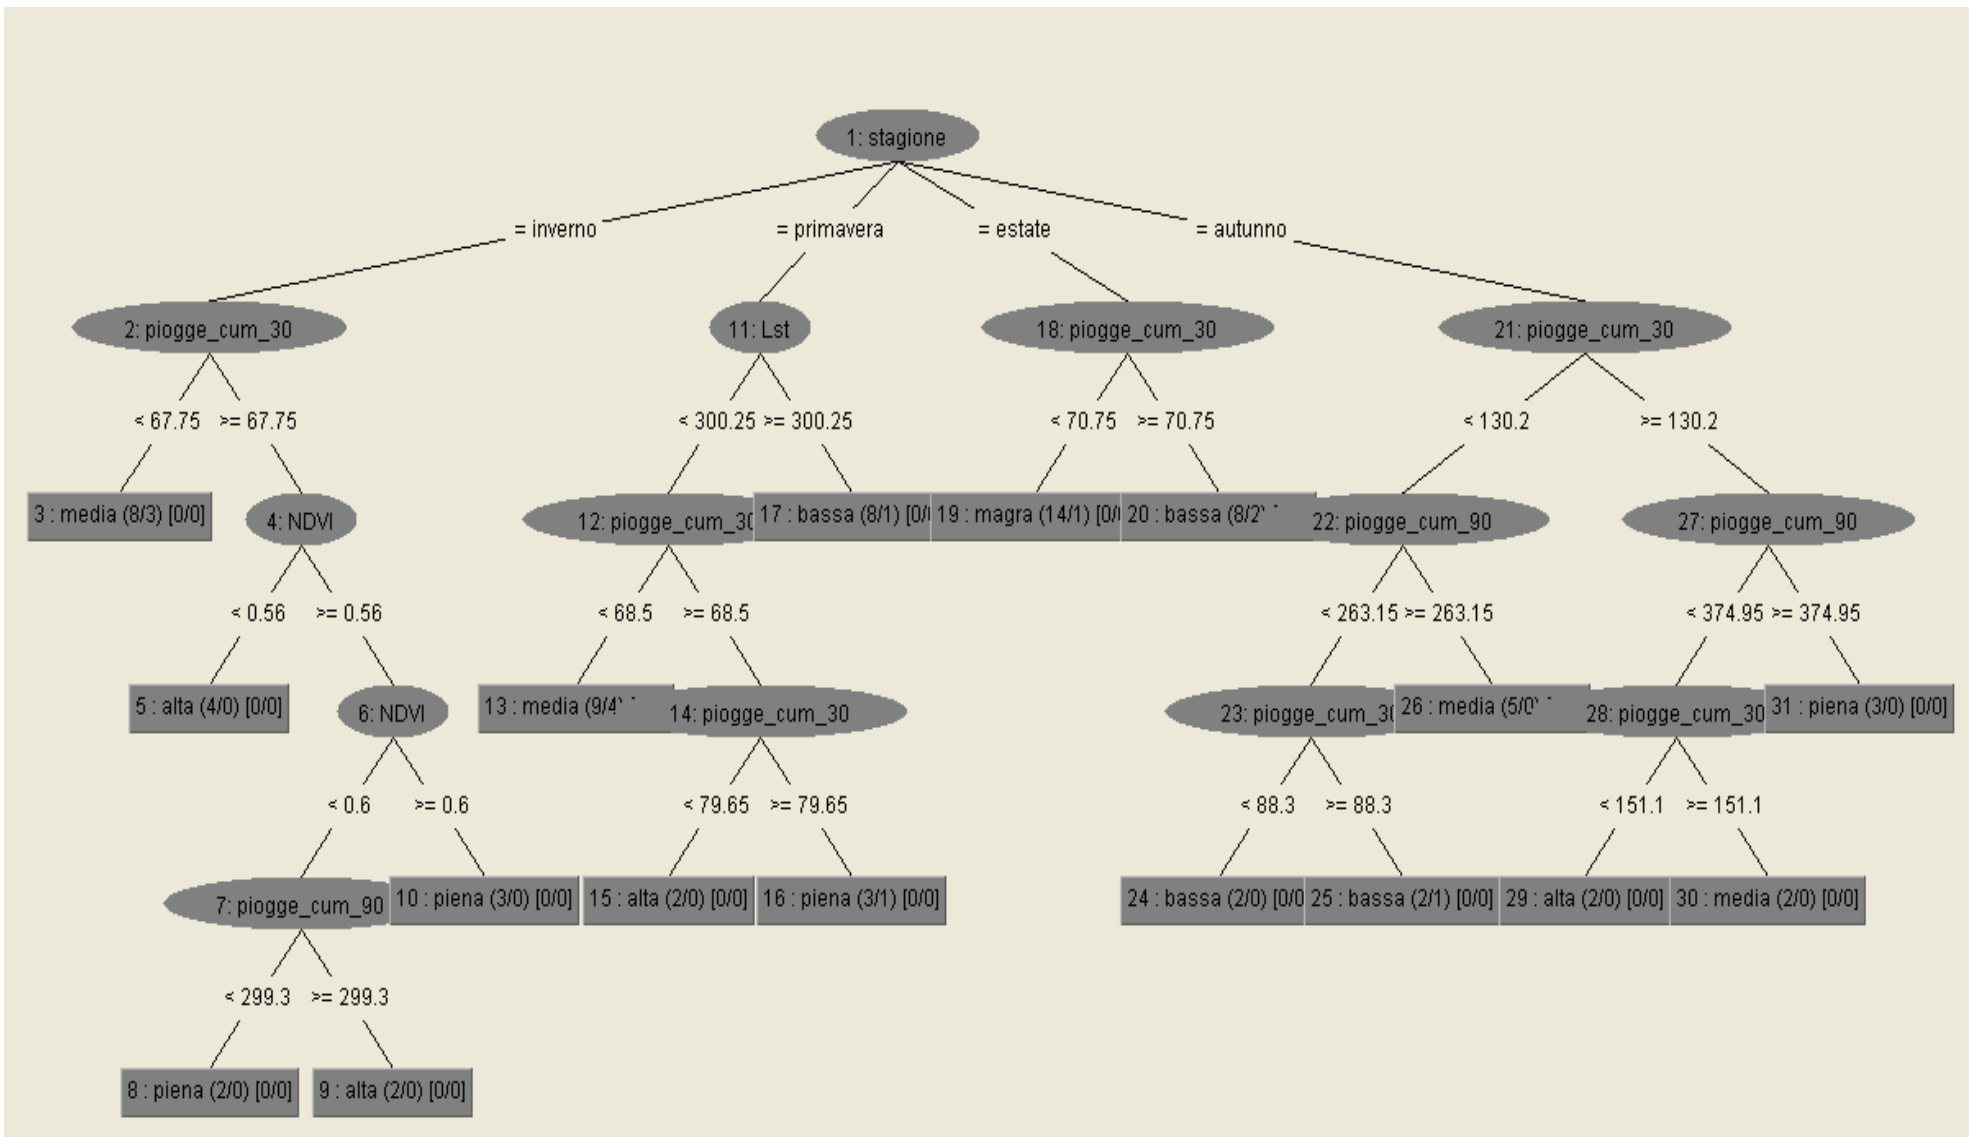 1: stagione
= inverno
= primavera
= estate
= autunno
2: piogge_cum_30
11: Lst
18: piogge_cum_30
21: piogge_cum_30
< 67.75
>= 67.75
< 300.25
>= 300.25
< 70.75
>= 70.75
< 130.2
>= 130.2
3 : media (8/3) [0/0]
4: NDVI
12: piogge_cum_30
17 : bassa (8/1) [0/
19 : magra (14/1) [0/
20 : bassa (8/2
22: piogge_cum_90
27: piogge_cum_90
< 0.56
>= 0.56
< 68.5
>= 68.5
< 263.15
>= 263.15
< 374.95
>= 374.95
5 : alta (4/0) [0/0]
6: NDVI
13 : media (9/4
14: piogge_cum_30
23: piogge_cum_30
26 : media (5/0
28: piogge_cum_30
31 : piena (3/0) [0/0]
< 0.6
>= 0.6
< 79.65
>= 79.65
< 88.3
>= 88.3
< 151.1
>= 151.1
7: piogge_cum_90
10 : piena (3/0) [0/0]
15 : alta (2/0) [0/0]
16 : piena (3/1) [0/0]
24 : bassa (2/0) [0/0
25 : bassa (2/1) [0/0]
29 : alta (2/0) [0/0]
30 : media (2/0) [0/0]
< 299.3
>= 299.3
8 : piena (2/0) [0/0]
9 : alta (2/0) [0/0]